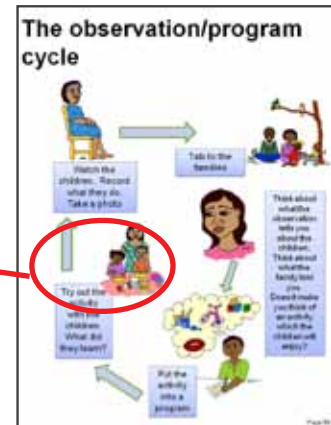 The observation/program
cycle
Watch the
children. Record
what they do.
Take a photo
Talk to the
families
Think about
what the
observation
tells you
about the
children.
Think about
what the
family tells
you.
Does it make
you think of
an activity
which the
children will
enjoy?
Try out the
activity
with the
children.
What did
they learn?
Put the
activity
into a
program